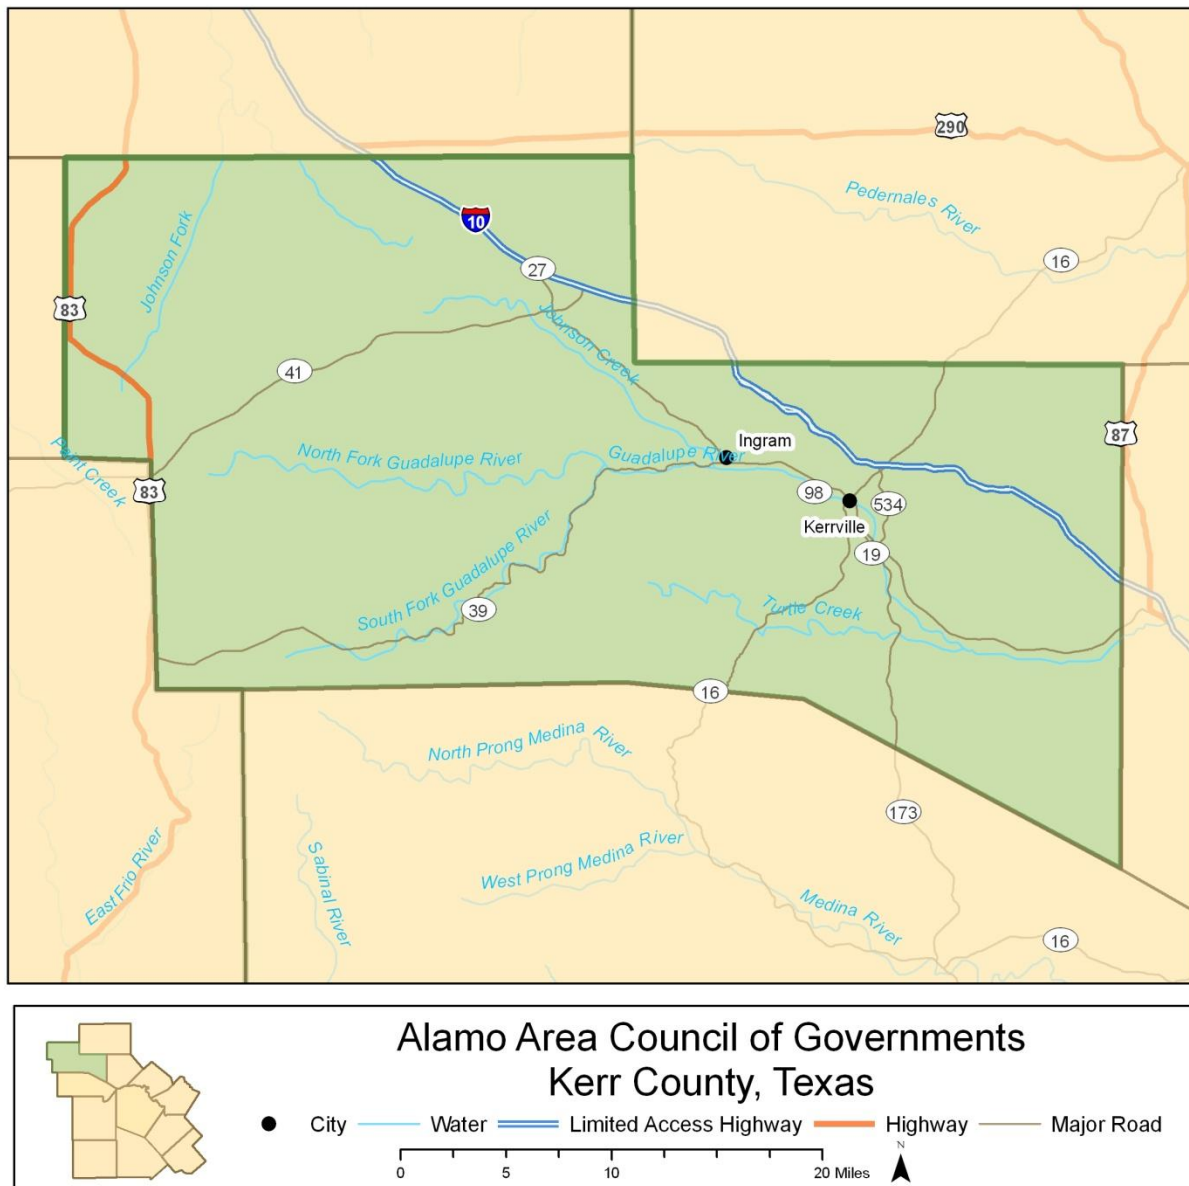 290
Pedernales River
10
16
27
Johnson Fork
83
Johnson Creek
41
87
Ingram
Guadalupe River
North Fork Guadalupe River
Paint Creek
83
98
534
Kerrville
South Fork Guadalupe River
19
39
Turtle Creek
16
North Prong Medina River
173
West Prong Medina River
Sabinal River
East Frio River
Medina River
16
Alamo Area Council of Governments
Kerr County, Texas
City Water Limited Access Highway Highway Major Road
N
0 5 10 20 Miles